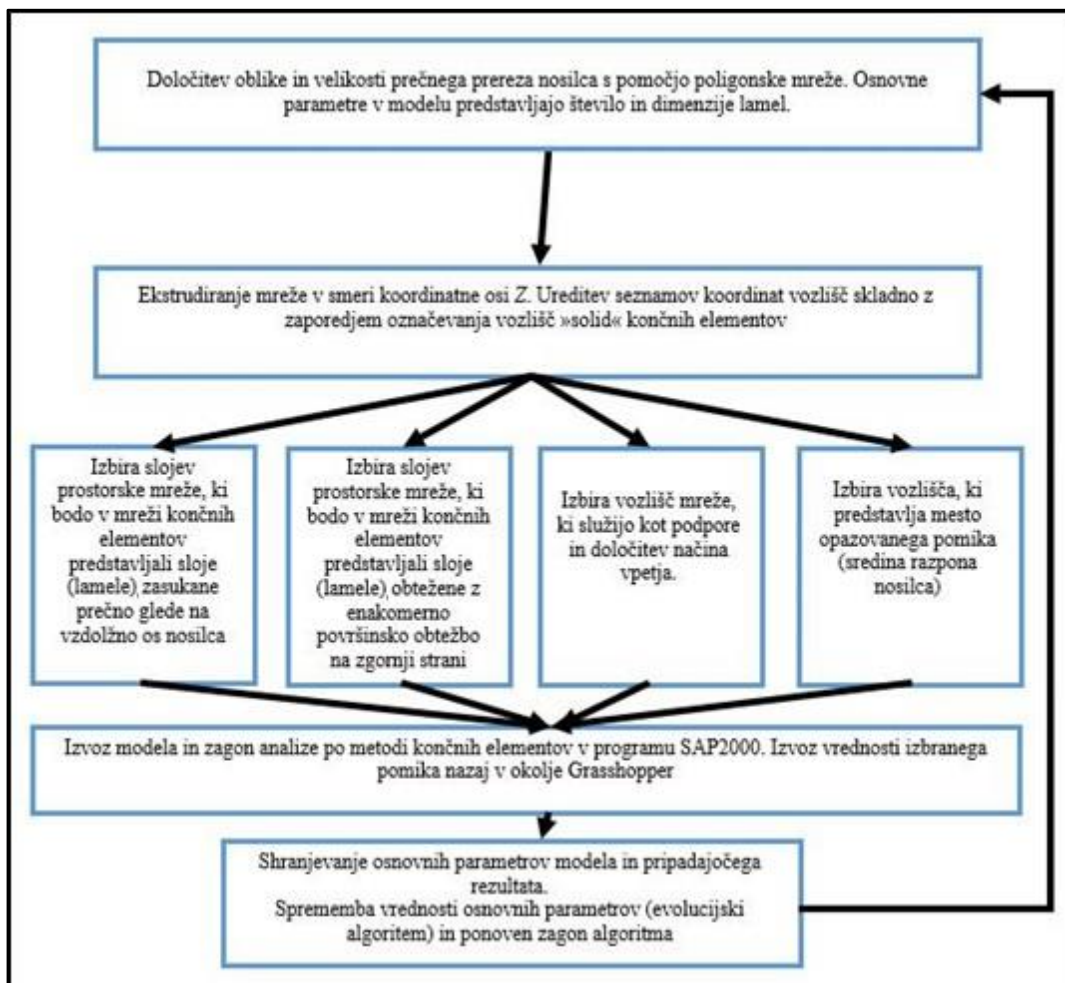 Določitev oblike in velikosti prečnega prereza nosilca s pomočjo poligonske mreže. Osnovne
parametre v modelu predstavljajo število in dimenzije lamel.
Ekstrudiranje mreže v smeri koordinatne osi Z. Ureditev seznamov koordinat vozlišč skladno z
zaporedjem označevanja vozlišč »solid« končnih elementov
Izbira slojev
prostorske mreže, ki
bodo v mreži končnih
elementov
predstavljali sloje
(lamele) zasukane
prečno glede na
vzdolžno os nosilca
Izbira slojev
prostorske mreže, ki
bodo v mreži končnih
elementov
predstavljali sloje
(lamele) obtežene z
enakomerno
površinsko obtežbo
na zgornji strani
Izbira vozlišč mreže,
ki služijo kot podpore
in določitev načina
vpetja.
Izbira vozlišča, ki
predstavlja mesto
opazovanega pomika
(sredina razpona
nosilca)
Izvoz modela in zagon analize po metodi končnih elementov v programu SAP2000. Izvoz vrednosti izbranega
pomika nazaj v okolje Grasshopper
Shranjevanje osnovnih parametrov modela in pripadajočega
rezultata.
Sprememba vrednosti osnovnih parametrov (evolucijski
algoritem) in ponoven zagon algoritma